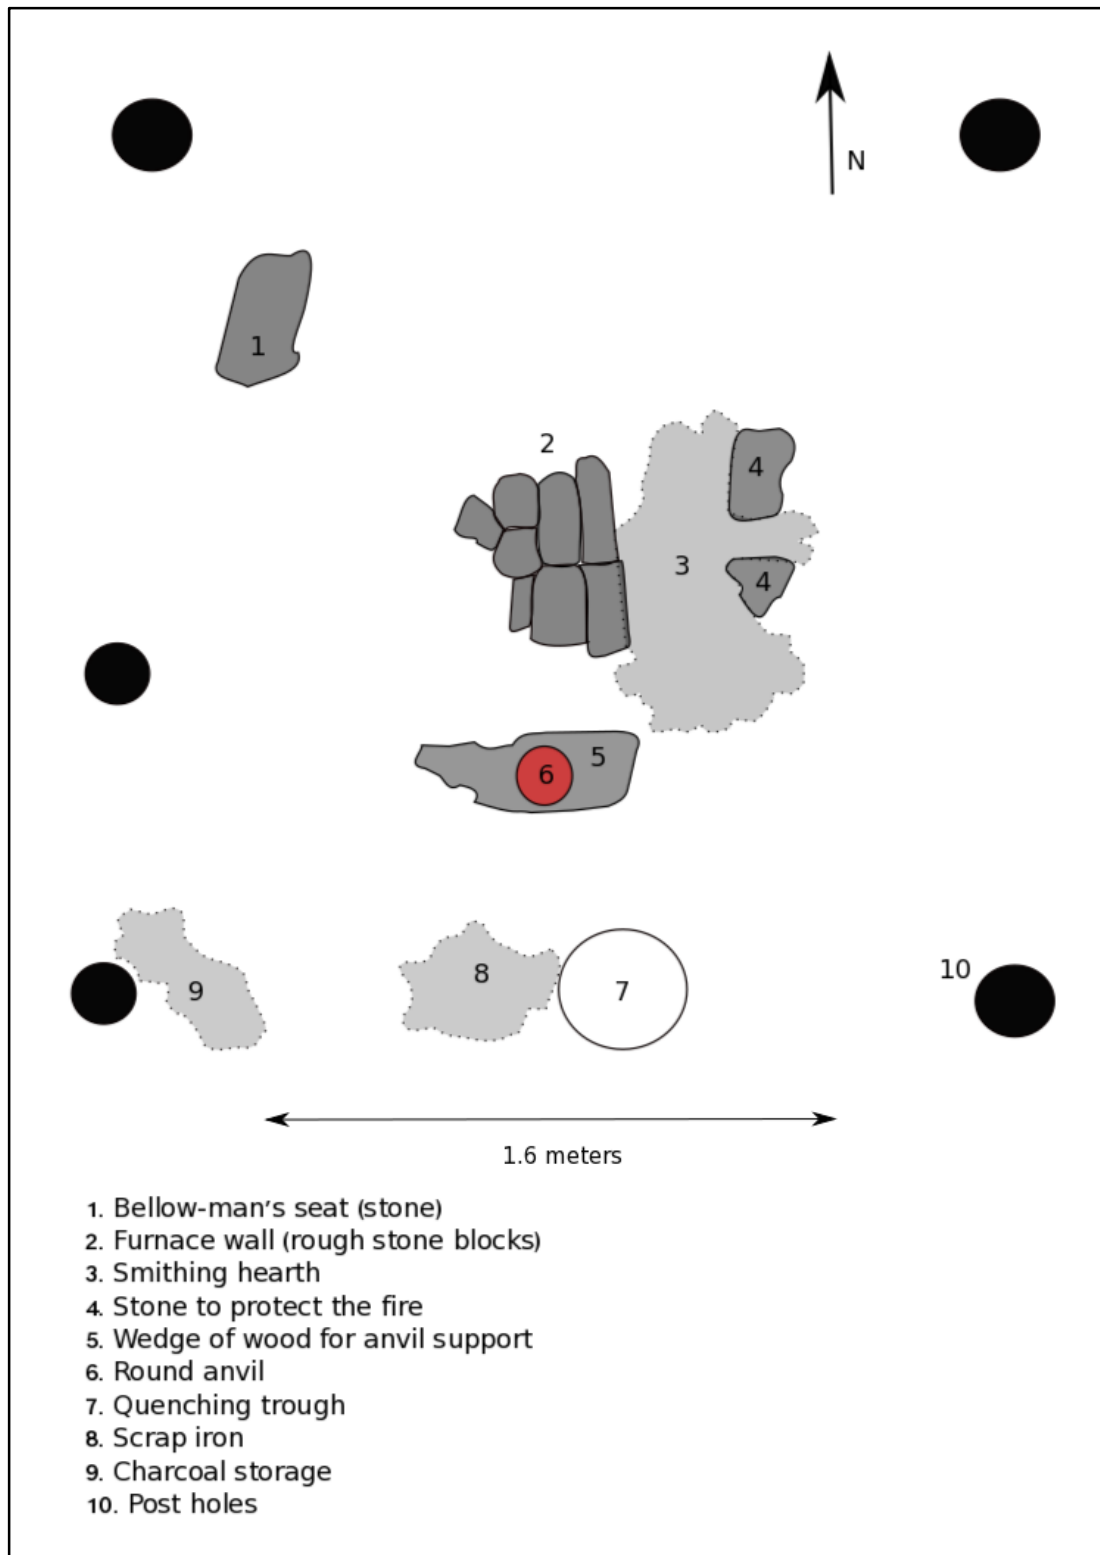 N
1
2
4
3
4
5
6
8
7
9
10
1.6 meters
1. Bellow-man's seat (stone)
2. Furnace wall (rough stone blocks)
3. Smithing hearth
4. Stone to protect the fire
5. Wedge of wood for anvil support
6. Round anvil
7. Quenching trough
8. Scrap iron
9. Charcoal storage
10. Post holes